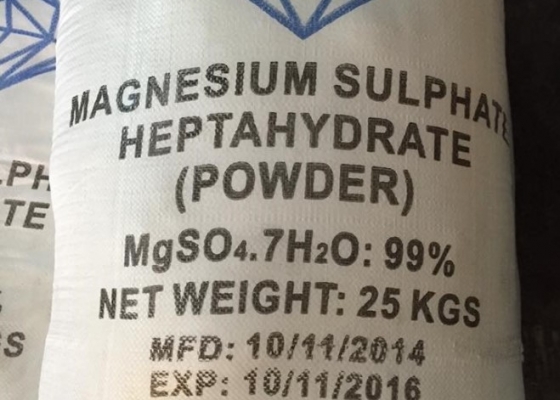 MAGNESIUM SULPHATE
HEPTAHYDRATE
(POWDER)
MgSO4.7H2O: 99%
NET WEIGHT: 25 KGS
MFD: 10/11/2014
EXP: 10/11/2016